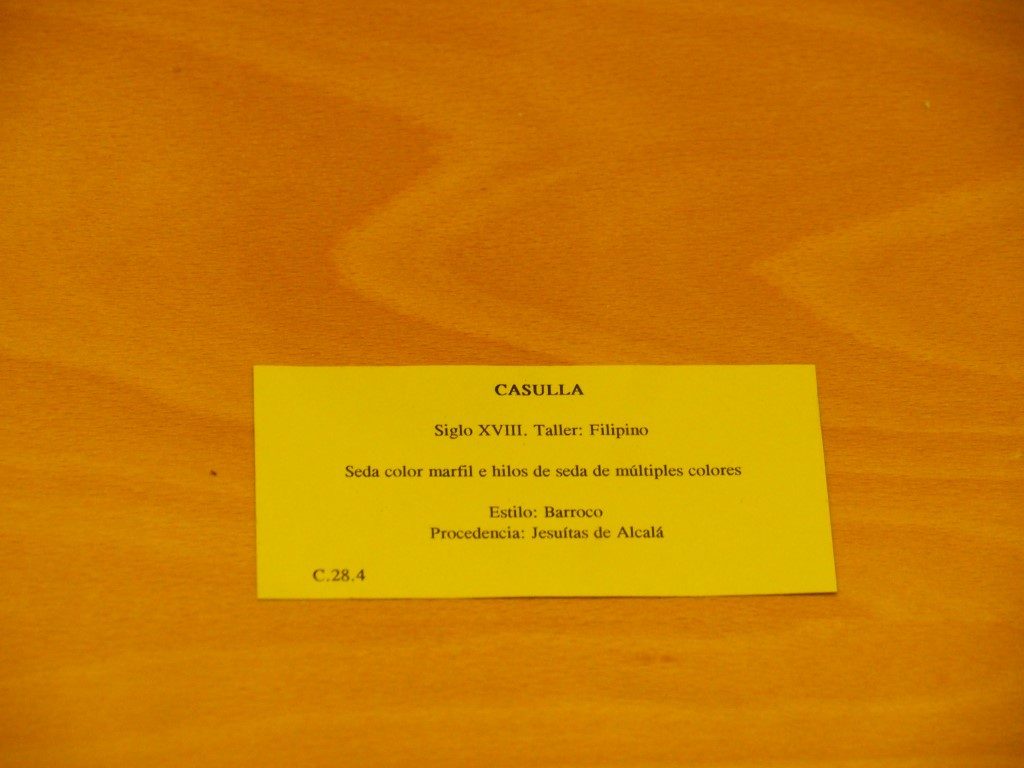 CASULLA
Siglo XVIII. Taller: Filipino
Seda color marfil e hilos de seda de múltiples colores
Estilo: Barroco
Procedencia: Jesuítas de Alcalá
C.28.4